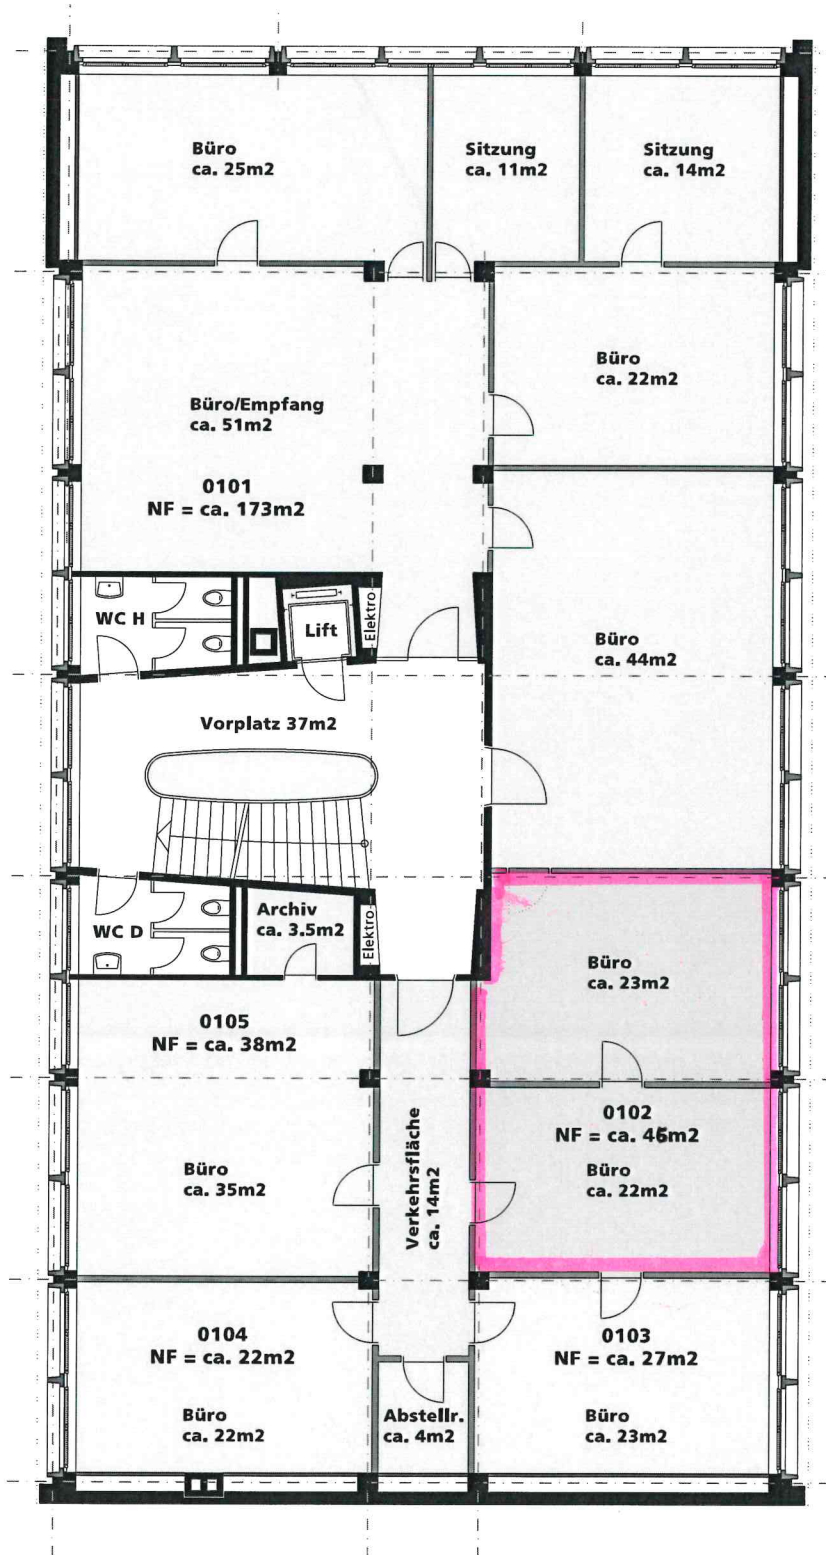 Büro
ca. 25m2
Sitzung
ca. 11m2
Sitzung
ca. 14m2
Büro
ca. 22m2
Büro/Empfang
ca. 51m2
0101
NF = ca. 173m2
WC H
Lift
Elektro
Büro
ca. 44m2
Vorplatz 37m2
WC D
Archiv
ca. 3.5m2
Elektro
Büro
ca. 23m2
0105
NF = ca. 38m2
0102
NF = ca. 46m2
Büro
ca. 22m2
Büro
ca. 35m2
Verkehrsfläche
ca. 14m2
0104
NF = ca. 22m2
Büro
ca. 22m2
Abstellr.
ca. 4m2
0103
NF = ca. 27m2
Büro
ca. 23m2